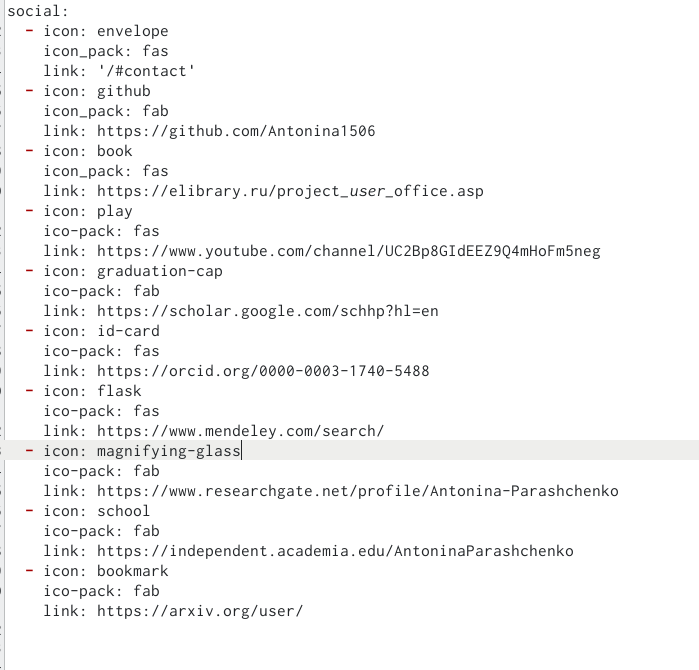 social:
  - icon: envelope
    icon_pack: fas
    link: '/#contact'
  - icon: github
    icon_pack: fab
    link: https://github.com/Antonina1506
  - icon: book
    icon_pack: fas
    link: https://elibrary.ru/project_user_office.asp
  - icon: play
    ico-pack: fas
    link: https://www.youtube.com/channel/UC2Bp8GIdEEZ9Q4mHoFm5neg
  - icon: graduation-cap
    ico-pack: fab
    link: https://scholar.google.com/schhp?hl=en
  - icon: id-card
    ico-pack: fas
    link: https://orcid.org/0000-0003-1740-5488
  - icon: flask
    ico-pack: fas
    link: https://www.mendeley.com/search/
  - icon: magnifying-glass
    ico-pack: fab
    link: https://www.researchgate.net/profile/Antonina-Parashchenko
  - icon: school
    ico-pack: fab
    link: https://independent.academia.edu/AntoninaParashchenko
  - icon: bookmark
    ico-pack: fab
    link: https://arxiv.org/user/